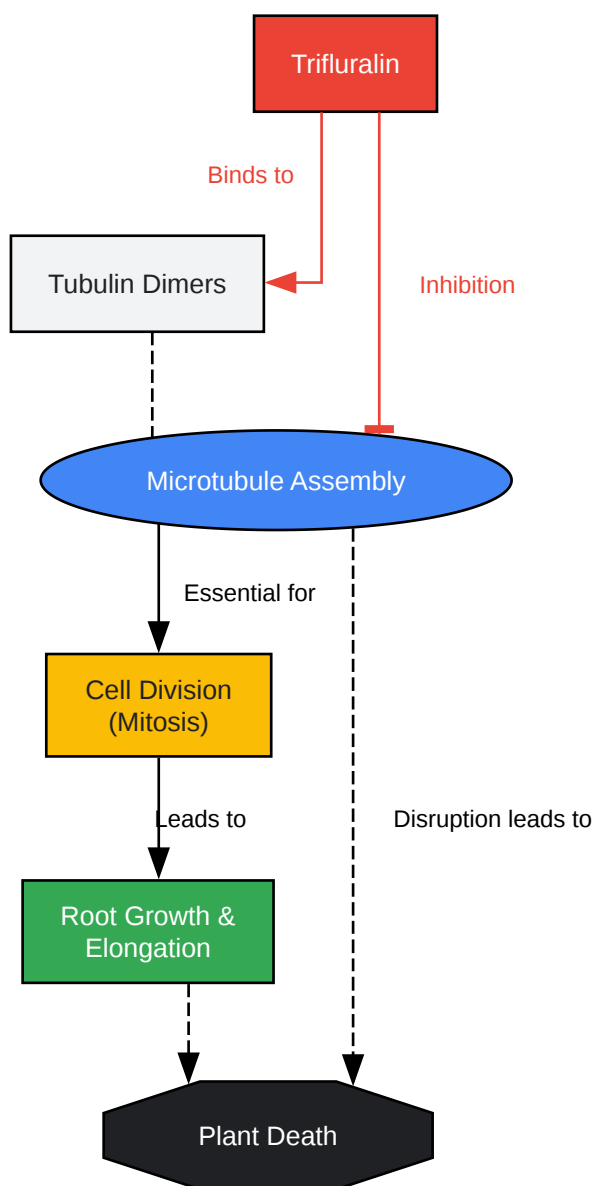 Trifluralin
Binds to
Tubulin Dimers
Inhibition
Microtubule Assembly
Essential for
Cell Division
(Mitosis)
Leads to
Disruption leads to
Root Growth &
Elongation
Plant Death